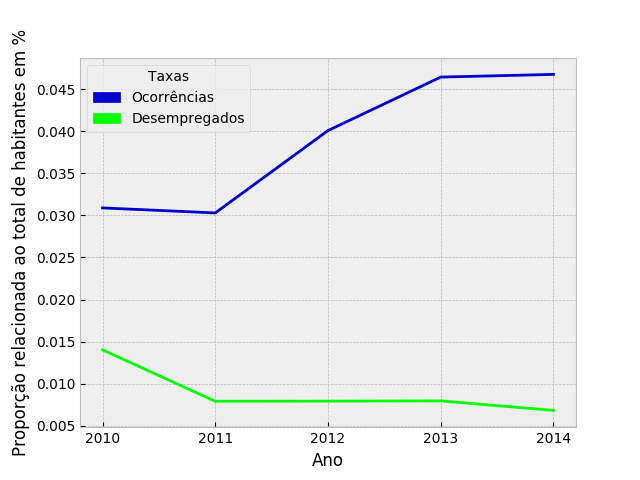 Proporção relacionada ao total de habitantes em %
Taxas
Ocorrências
Desempregados
0.045
0.040
0.035
0.030
0.025
0.020
0.015
0.010
0.005
2010 2011 2012 2013 2014
Ano